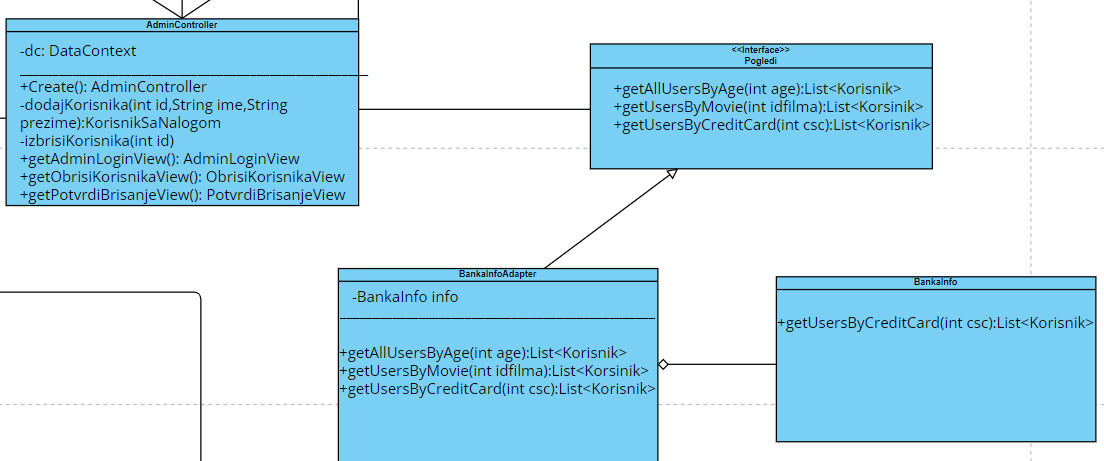 AdminController
-dc: DataContext
+Create(): AdminController
-dodajKorisnika(int id,String ime,String
prezime):KorisnikSaNalogom
-izbrisiKorisnika(int id)
+getAdminLoginView(): AdminLoginView
+getObrisiKorisnikaView(): ObrisiKorisnikaView
+getPotvrdiBrisanjeView(): PotvrdiBrisanjeView
<<Interface>>
Pogledi
+getAllUsersByAge(int age):List<Korisnik>
+getUsersByMovie(int idfilma):List<Korsinik>
+getUsersByCreditCard(int csc):List<Korisnik>
BankaInfoAdapter
-BankaInfo info
+getAllUsersByAge(int age):List<Korisnik>
+getUsersByMovie(int idfilma):List<Korsinik>
+getUsersByCreditCard(int csc):List<Korisnik>
BankaInfo
+getUsersByCreditCard(int csc):List<Korisnik>